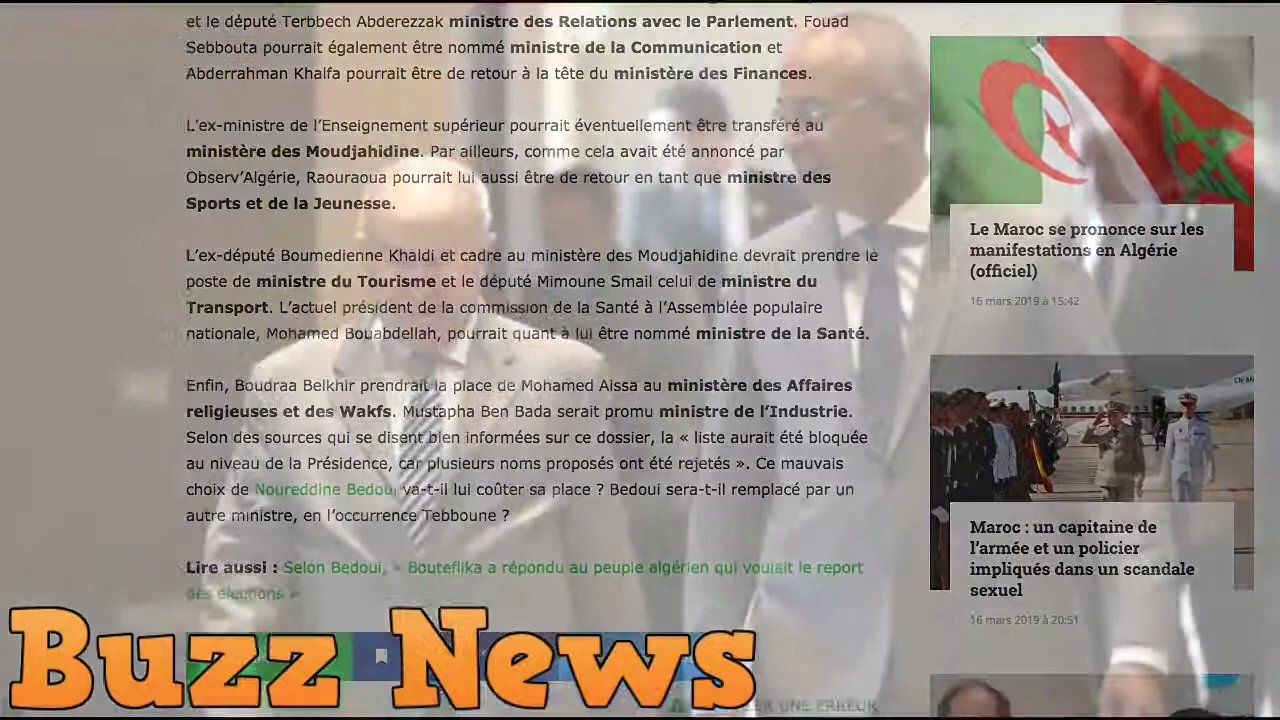 et le député Terbbech Abderezzak ministre des Relations avec le Parlement. Fouad
Sebbouta pourrait également être nommé ministre de la Communication et
Abderrahman Khalfa pourrait être de retour à la tête du ministère des Finances.
L'ex-ministre de l'Enseignement supérieur pourrait éventuellement être transféré au
ministère des Moudjahidine. Par ailleurs, comme cela avait été annoncé par
Observ'Algérie, Raouraoua pourrait lui aussi être de retour en tant que ministre des
Sports et de la Jeunesse.
L'ex-député Boumedienne Khaldi et cadre au ministère des Moudjahidine devrait prendre le
poste de ministre du Tourisme et le député Mimoune Smail celui de ministre du
Transport. L'actuel président de la commission de la Santé à l'Assemblée populaire
nationale, Mohamed Bouabdellah, pourrait quant à lui être nommé ministre de la Santé.
Enfin, Boudraa Belkhir prendrait la place de Mohamed Aissa au ministère des Affaires
religieuses et des Wakfs. Mustapha Ben Bada serait promu ministre de l'Industrie.
Selon des sources qui se disent bien informées sur ce dossier, la « liste aurait été bloquée
au niveau de la Présidence, car plusieurs noms proposés ont été rejetés ». Ce mauvais
choix de Noureddine Bedoui va-t-il lui coûter sa place ? Bedoui sera-t-il remplacé par un
autre ministre, en l'occurrence Tebboune ?
Lire aussi : Selon Bedoui, « Bouteflika a répondu au peuple algérien qui voulait le report
des élections »
Buzz News
UNE ERREUR
Le Maroc se prononce sur les
manifestations en Algérie
(officiel)
16 mars 2019 à 15:42
CN-AN
Maroc : un capitaine de
l'armée et un policier
impliqués dans un scandale
sexuel
16 mars 2019 à 20:51